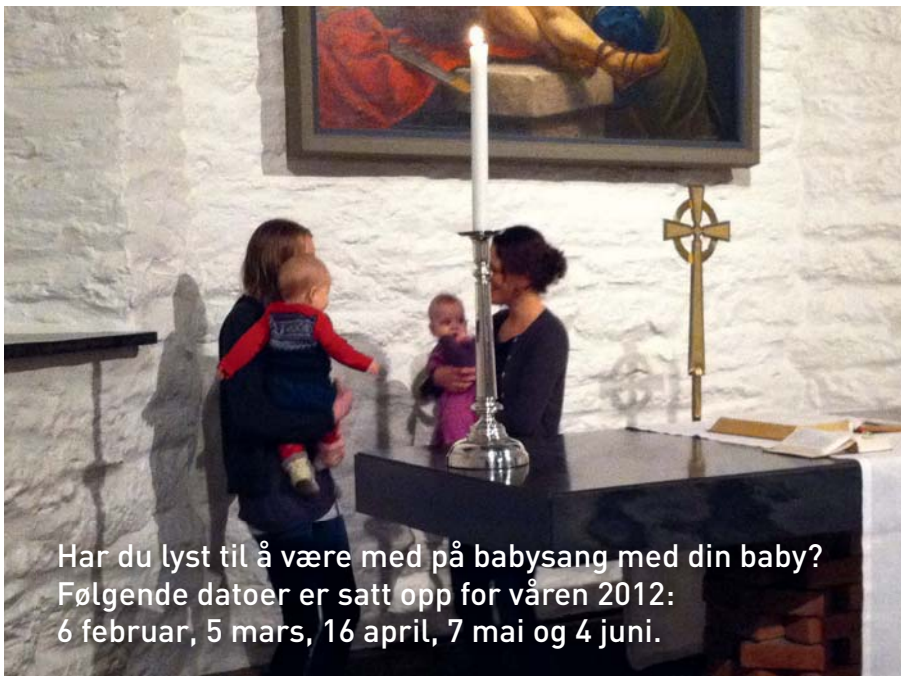 Har du lyst til å være med på babysang med din baby?
Følgende datoer er satt opp for våren 2012:
6 februar, 5 mars, 16 april, 7 mai og 4 juni.